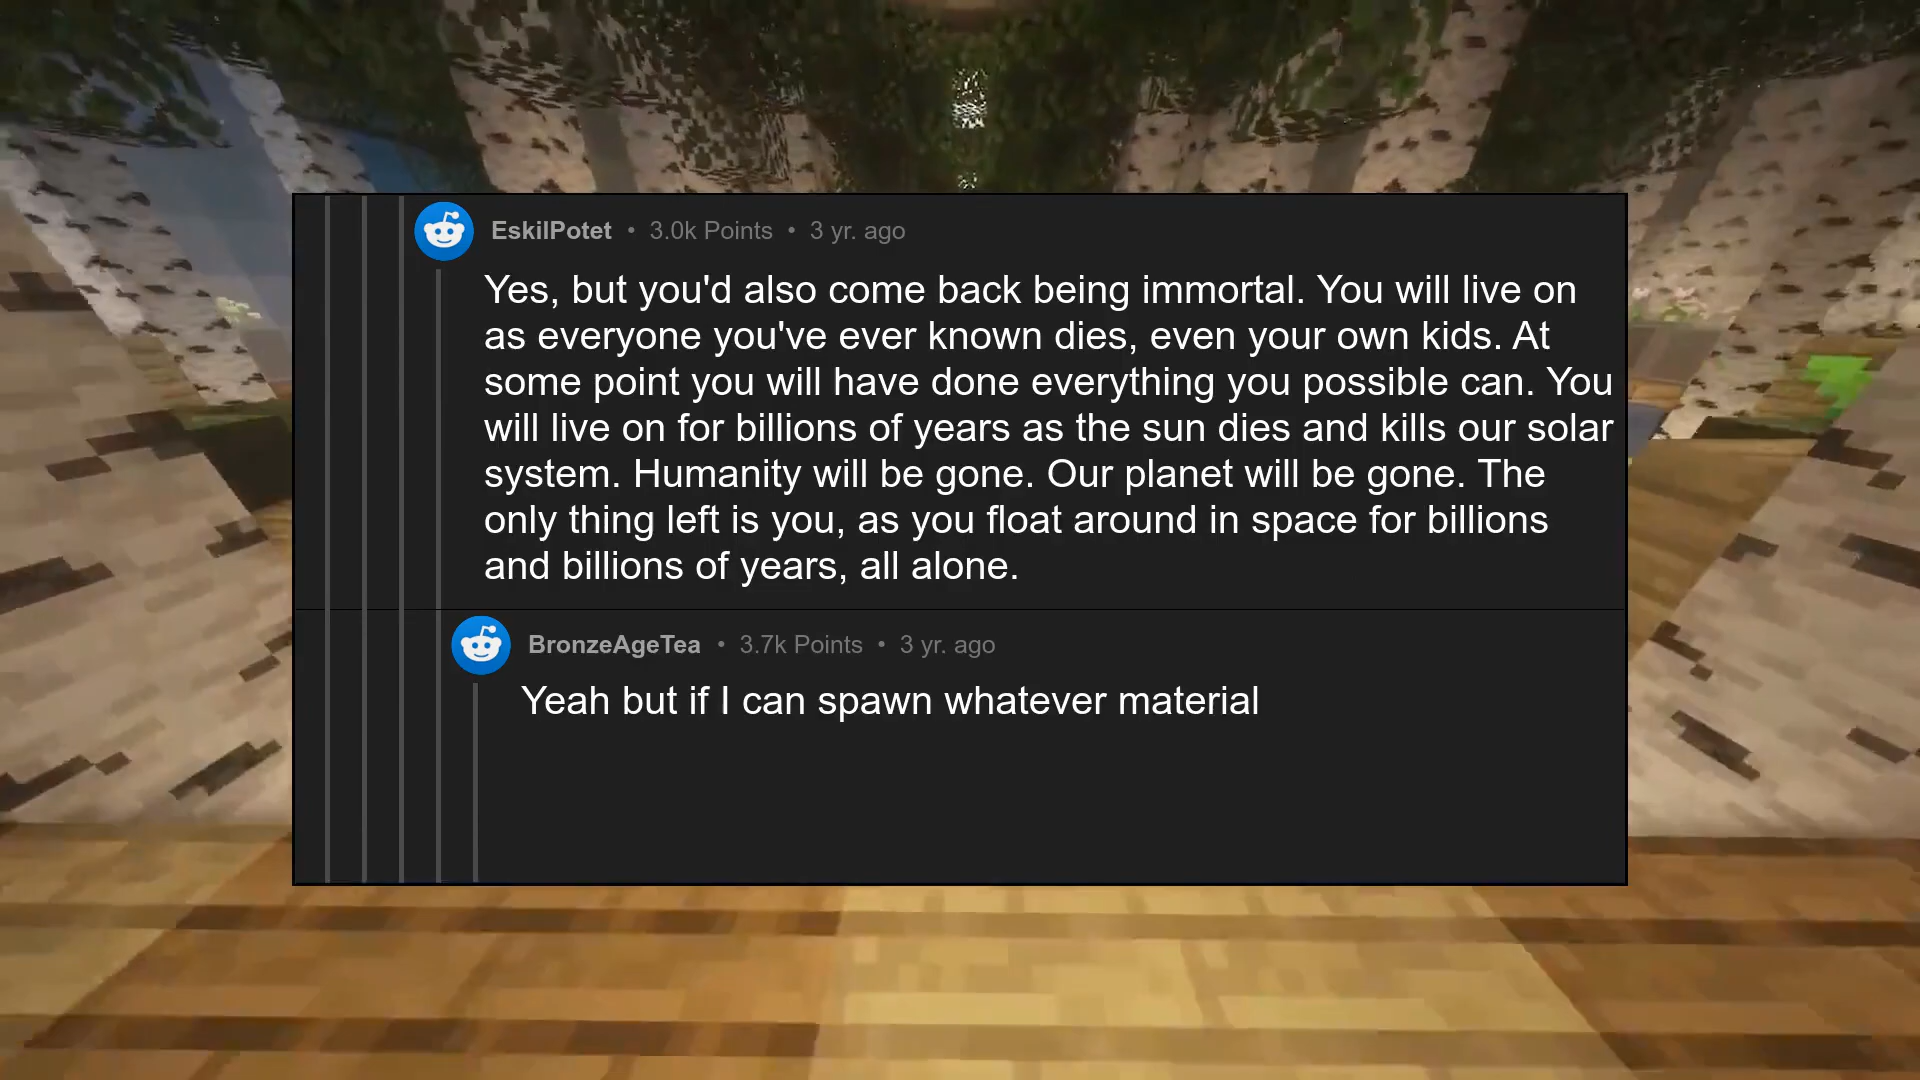 EskilPotet • 3.0k Points • 3 yr. ago
Yes, but you'd also come back being immortal. You will live on
as everyone you've ever known dies, even your own kids. At
some point you will have done everything you possible can. You
will live on for billions of years as the sun dies and kills our solar
system. Humanity will be gone. Our planet will be gone. The
only thing left is you, as you float around in space for billions
and billions of years, all alone.
BronzeAgeTea • 3.7k Points • 3 yr. ago
Yeah but if I can spawn whatever material